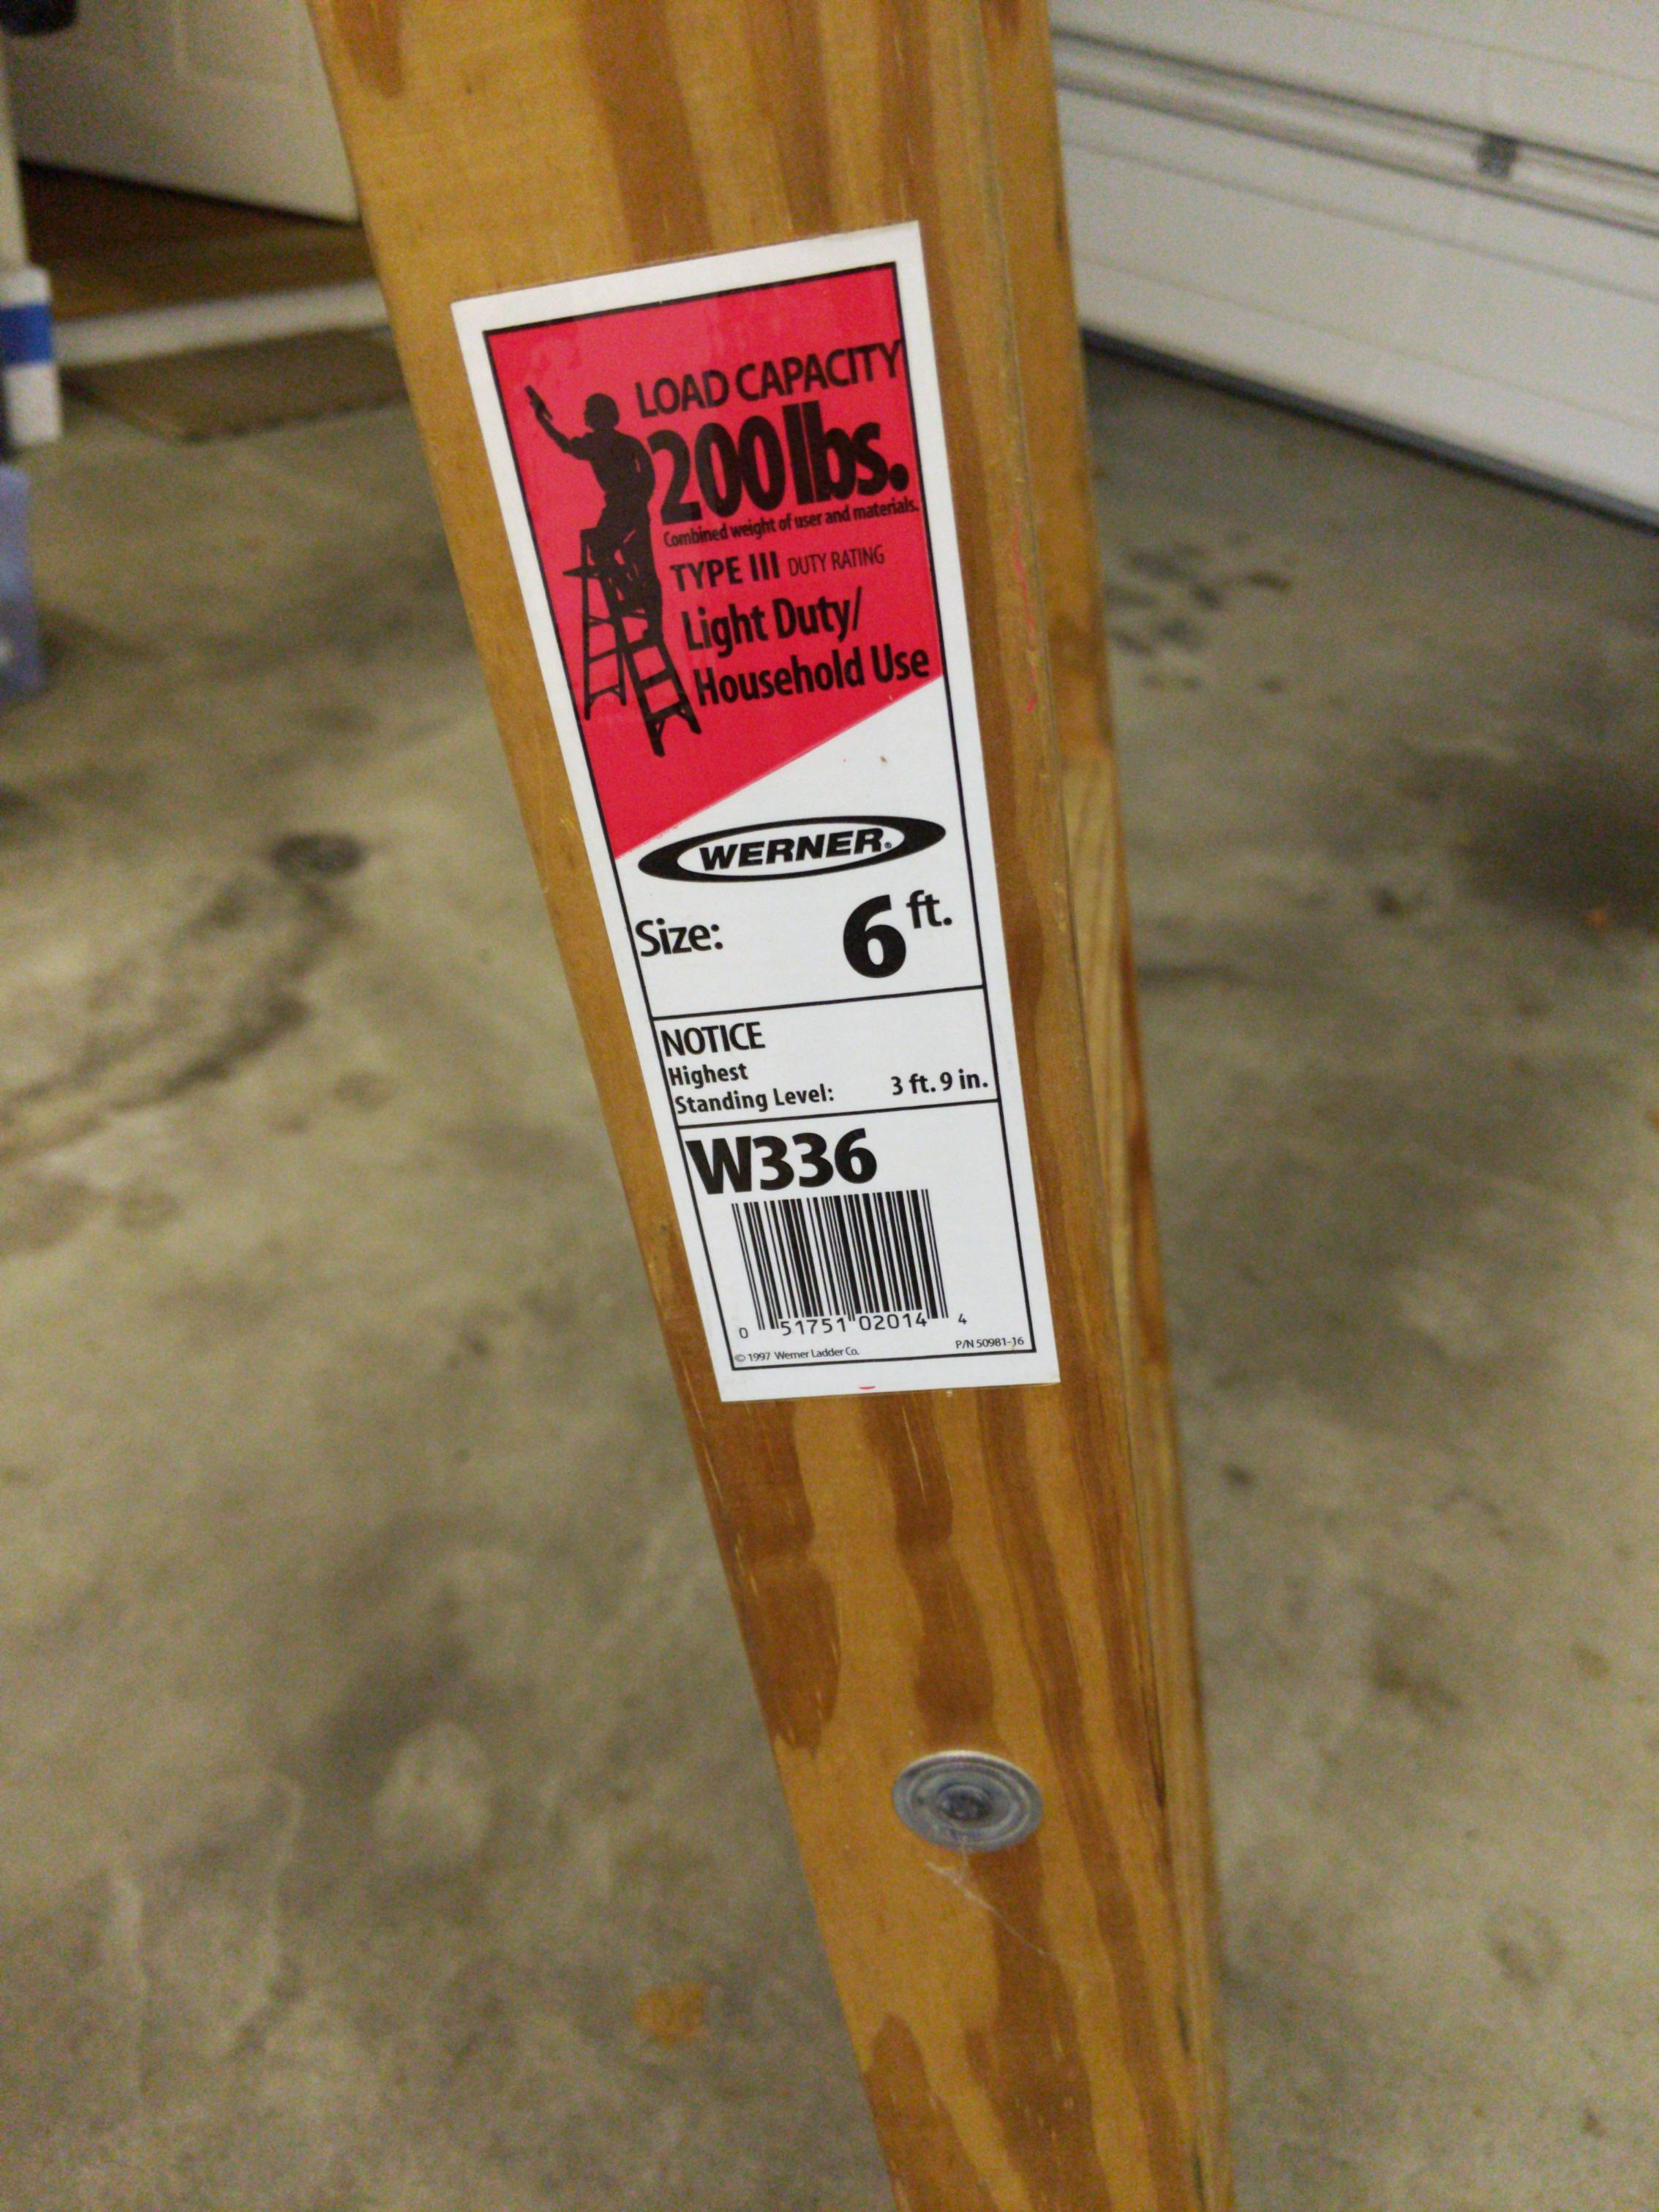 LOAD CAPACITY
200 lbs.
Combined weight of user and materials.
TYPE III DUTY RATING
Light Duty/
Household Use
WERNER®
Size: 6 ft.
NOTICE
Highest
Standing Level: 3 ft. 9 in.
W336
0 51751 02014 4
© 1997 Werner Ladder Co. P/N 50981-16